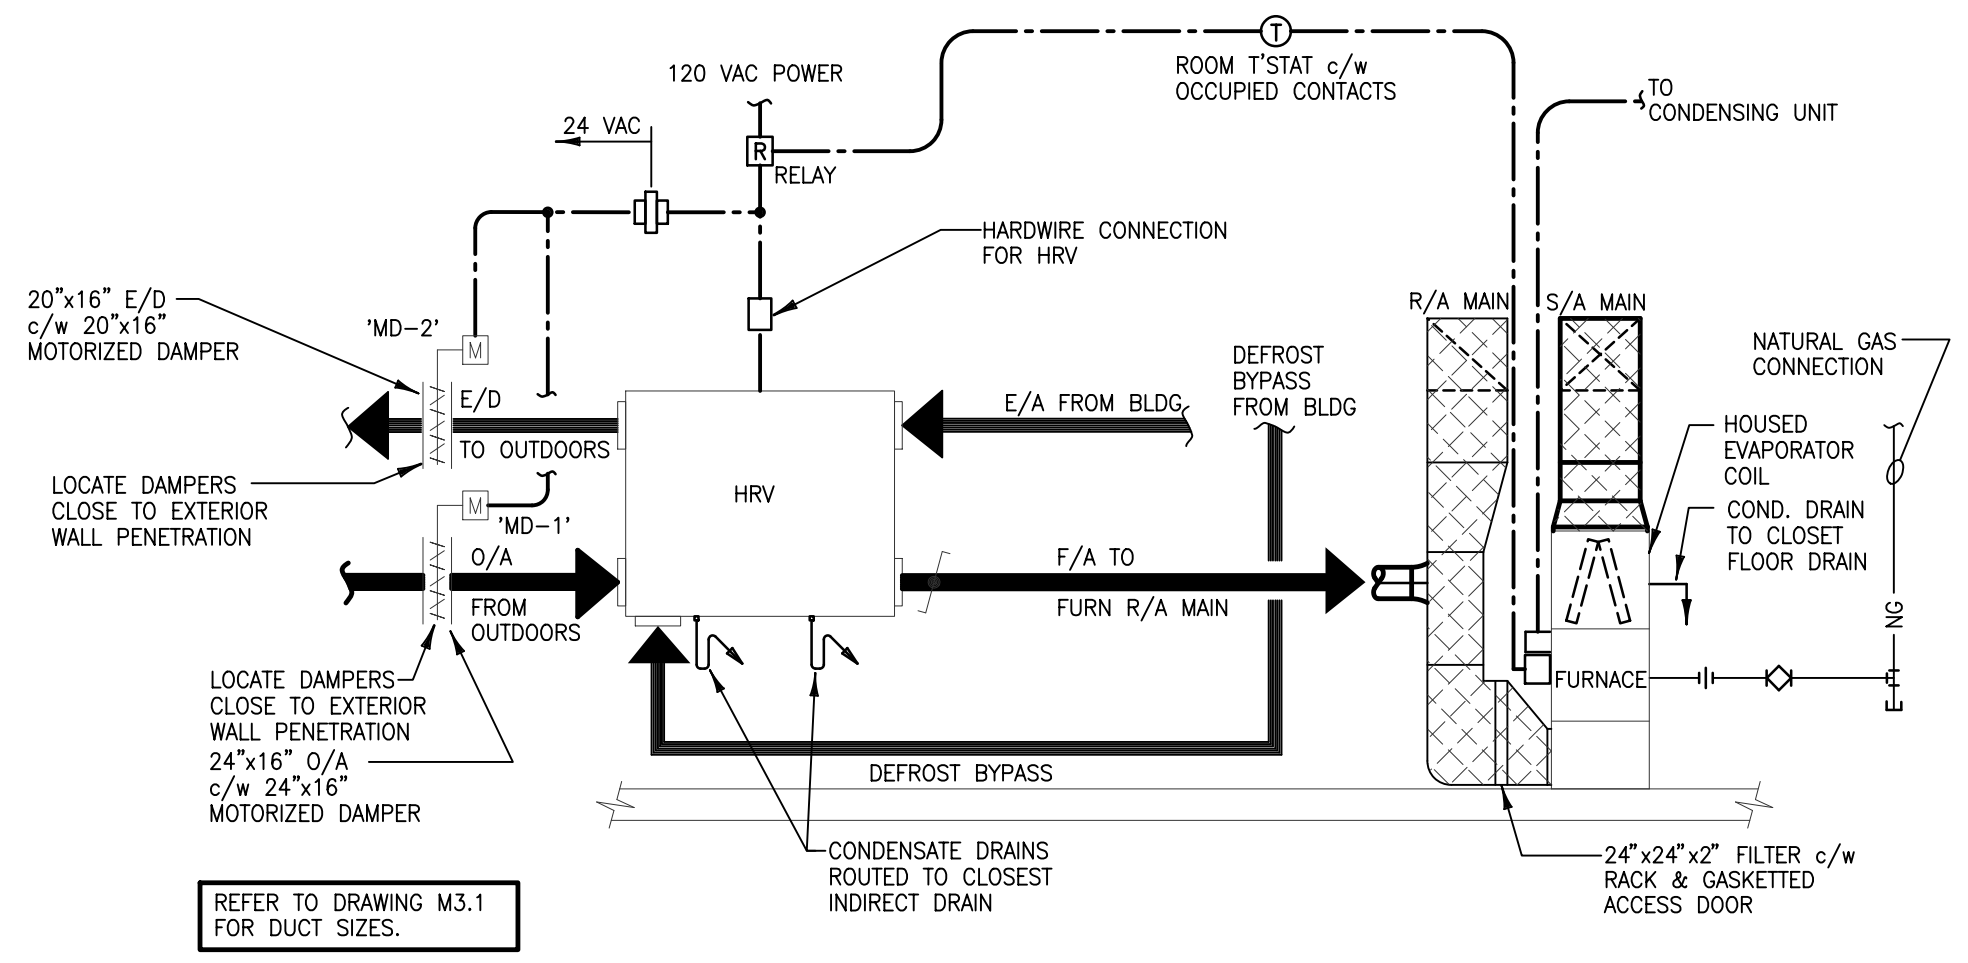 120 VAC POWER
24 VAC
R
RELAY
T
ROOM T'STAT c/w
OCCUPIED CONTACTS
TO
CONDENSING UNIT
HARDWIRE CONNECTION
FOR HRV
20"x16" E/D
c/w 20"x16"
MOTORIZED DAMPER
'MD-2'
M
E/D
TO OUTDOORS
LOCATE DAMPERS
CLOSE TO EXTERIOR
WALL PENETRATION
M
'MD-1'
O/A
FROM
OUTDOORS
HRV
E/A FROM BLDG
DEFROST
BYPASS
FROM BLDG
F/A TO
FURN R/A MAIN
R/A MAIN
S/A MAIN
NATURAL GAS
CONNECTION
HOUSED
EVAPORATOR
COIL
COND. DRAIN
TO CLOSET
FLOOR DRAIN
NG
FURNACE
LOCATE DAMPERS
CLOSE TO EXTERIOR
WALL PENETRATION
24"x16" O/A
c/w 24"x16"
MOTORIZED DAMPER
DEFROST BYPASS
CONDENSATE DRAINS
ROUTED TO CLOSEST
INDIRECT DRAIN
24"x24"x2" FILTER c/w
RACK & GASKETTED
ACCESS DOOR
REFER TO DRAWING M3.1
FOR DUCT SIZES.